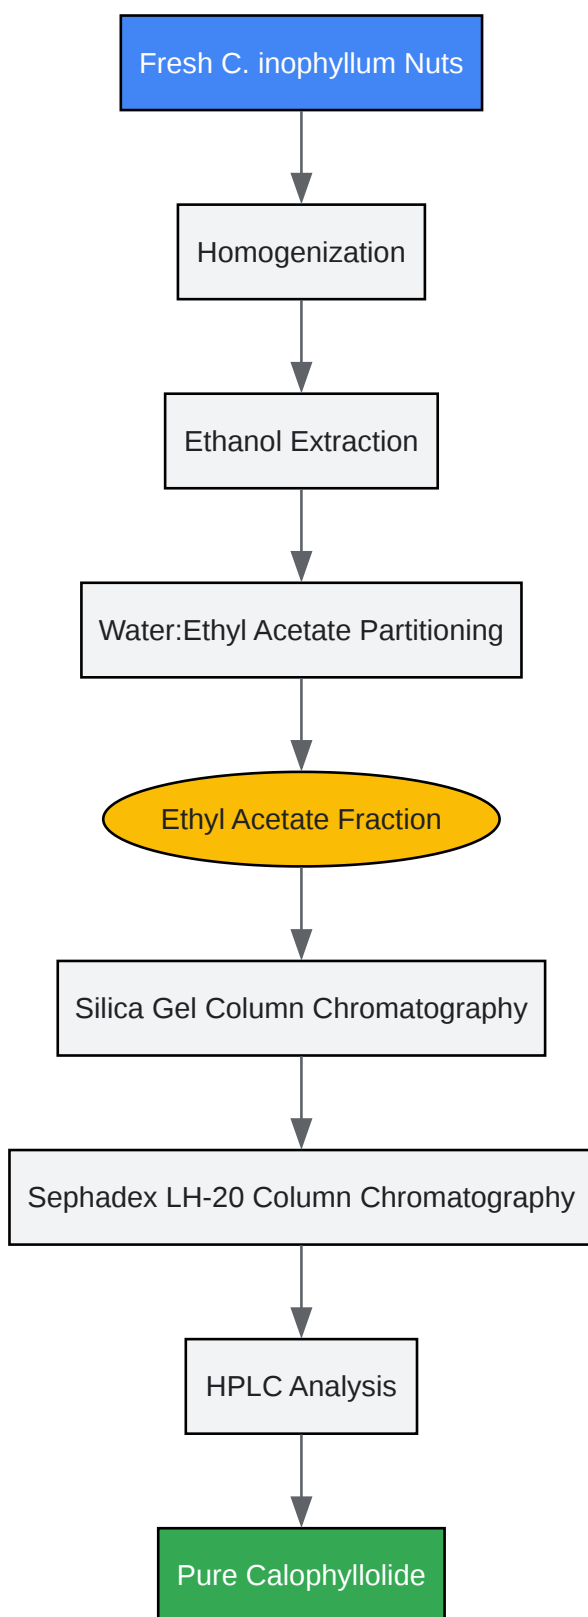 Fresh C. inophyllum Nuts
Homogenization
Ethanol Extraction
Water:Ethyl Acetate Partitioning
Ethyl Acetate Fraction
Silica Gel Column Chromatography
Sephadex LH-20 Column Chromatography
HPLC Analysis
Pure Calophyllolide